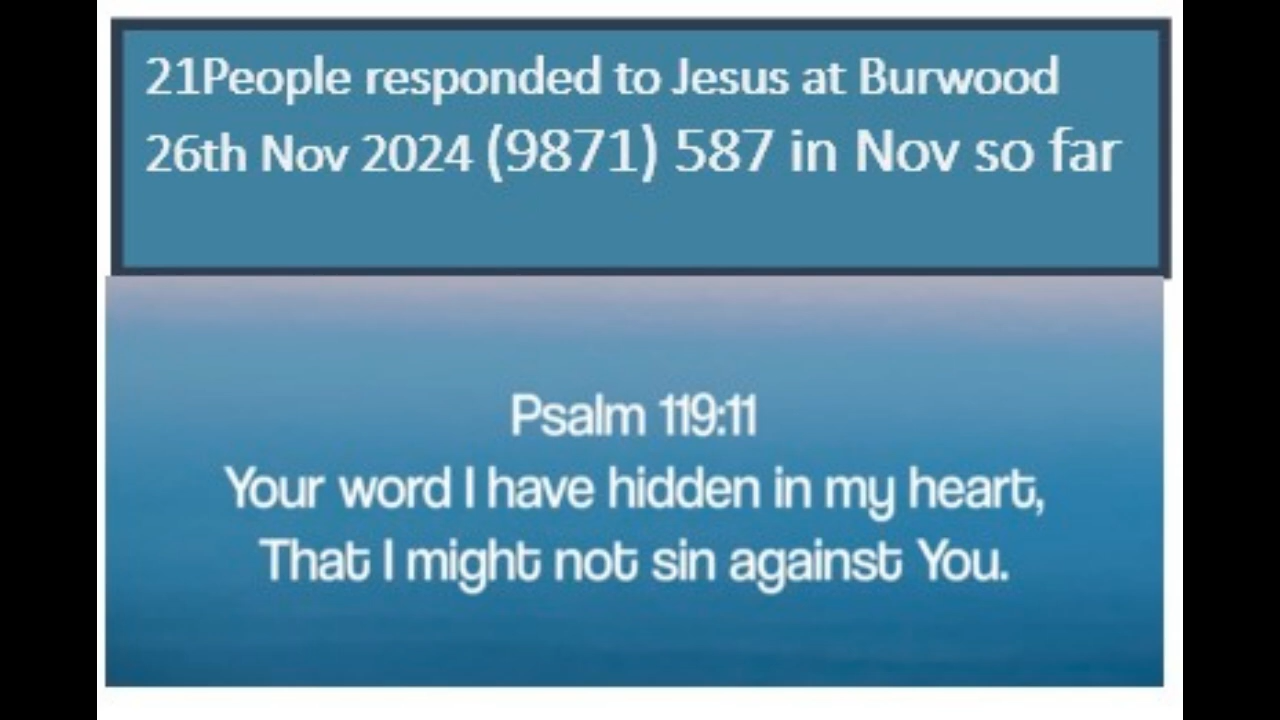 21People responded to Jesus at Burwood
26th Nov 2024 (9871) 587 in Nov so far
Psalm 119:11
Your word I have hidden in my heart,
That I might not sin against You.